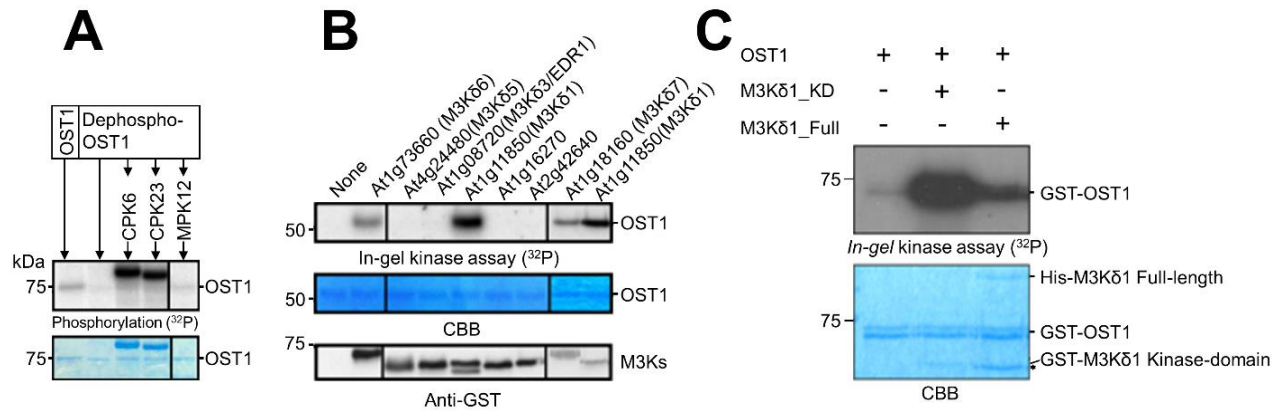 A
OST1
Dephospho-
OST1
CPK6
CPK23
MPK12
kDa
75
OST1
Phosphorylation (³²P)
75
OST1
B
None
At1g73660 (M3Kδ6)
At4g24480(M3Kδ5)
At1g08720(M3Kδ3/EDR1)
At1g11850(M3Kδ1)
At1g16270
At2g42640
At1g18160 (M3Kδ7)
At1g11850(M3Kδ1)
50
OST1
In-gel kinase assay (³²P)
50
OST1
CBB
75
M3Ks
Anti-GST
C
OST1 + + +
M3Kδ1_KD - + -
M3Kδ1_Full - - +
75
GST-OST1
In-gel kinase assay (³²P)
His-M3Kδ1 Full-length
75
GST-OST1
GST-M3Kδ1 Kinase-domain
*
CBB